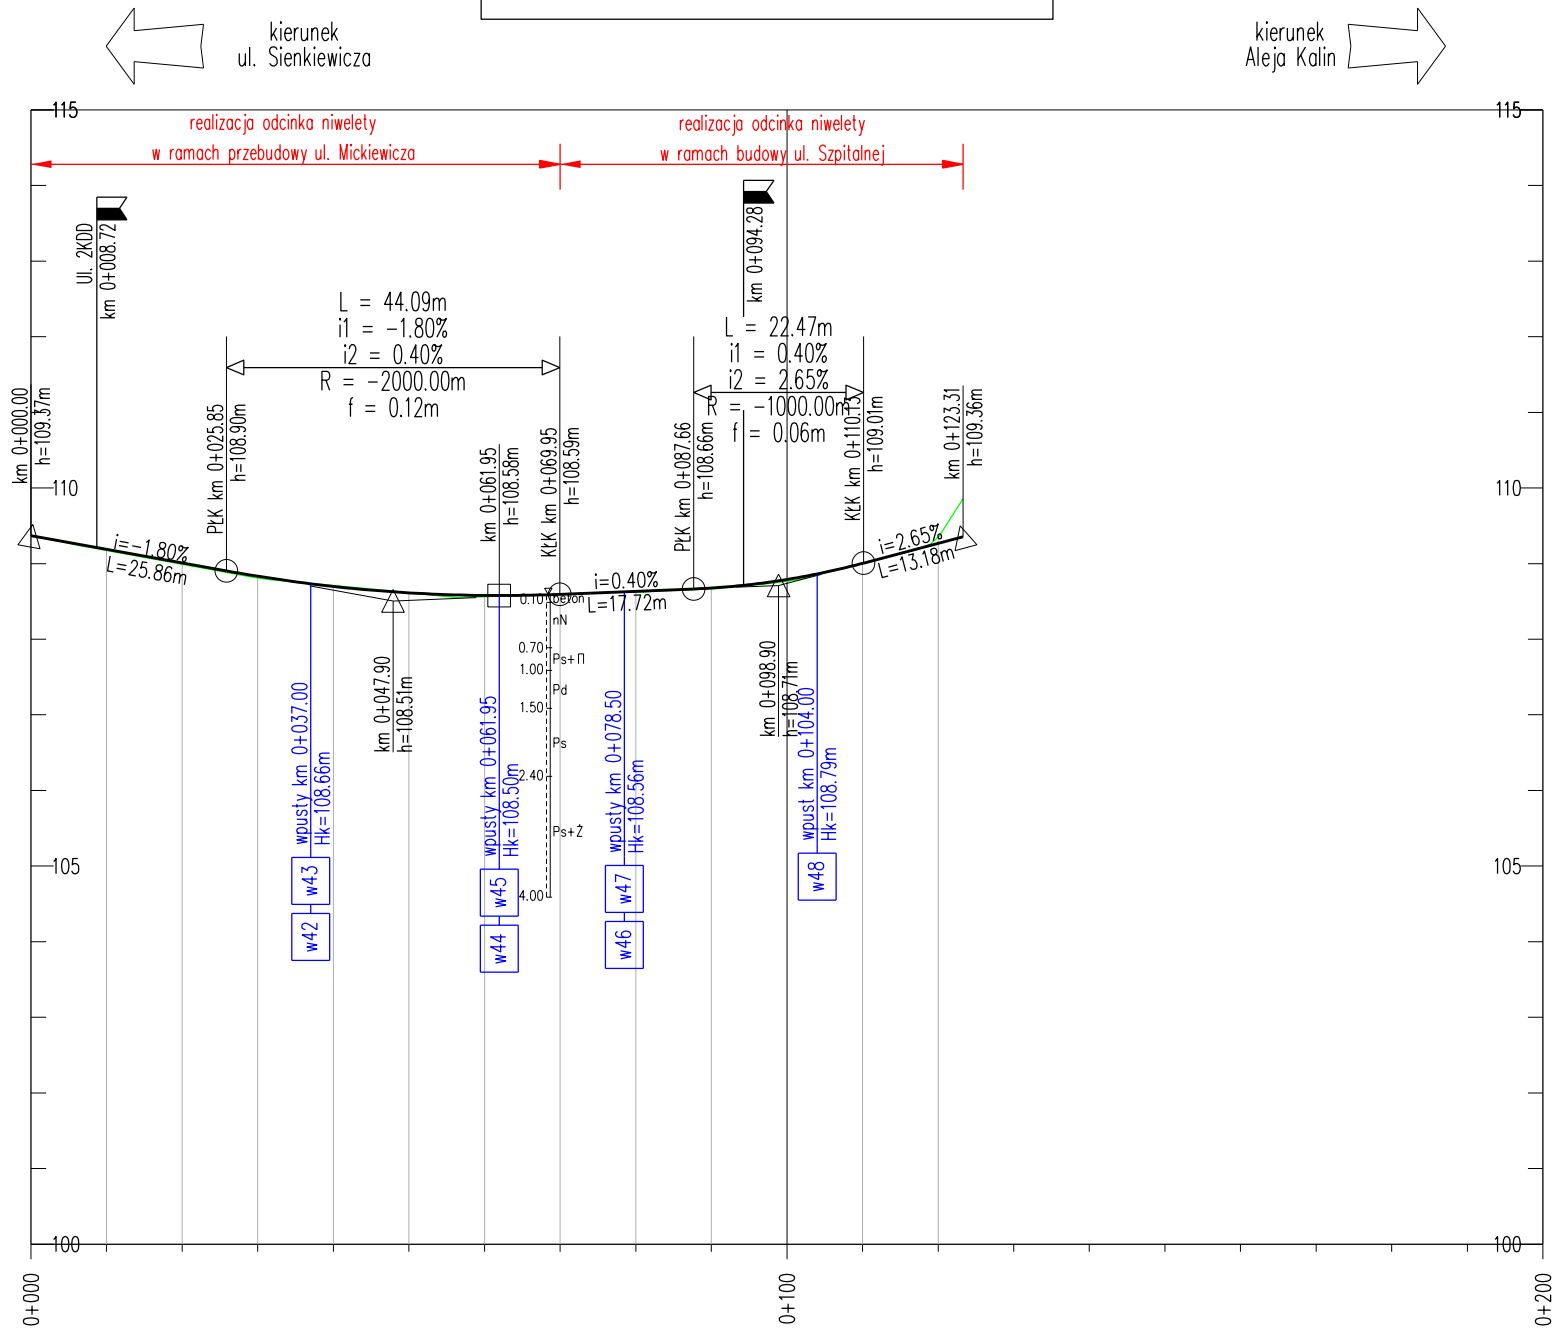 kierunek
ul. Sienkiewicza
kierunek
Aleja Kalin
115
115
realizacja odcinka niwelety
w ramach przebudowy ul. Mickiewicza
realizacja odcinka niwelety
w ramach budowy ul. Szpitalnej
Ul. 2KDD
km 0+008.72
km 0+094.28
L = 44.09m
i1 = -1.80%
i2 = 0.40%
R = -2000.00m
f = 0.12m
L = 22.47m
i1 = 0.40%
i2 = 2.65%
R = -1000.00m
f = 0.06m
km 0+000.00
h=109.37m
PŁK km 0+025.85
h=108.90m
km 0+061.95
h=108.58m
KŁK km 0+069.95
h=108.59m
PŁK km 0+087.66
h=108.66m
KŁK km 0+110.13
h=109.01m
km 0+123.31
h=109.36m
110
110
i=-1.80%
L=25.86m
i=0.40%
L=17.72m
i=2.65%
L=13.18m
0.10 beton
nN
0.70
Ps+П
1.00
Pd
1.50
Ps
2.40
Ps+Ż
4.00
km 0+047.90
h=108.51m
km 0+098.90
h=108.71m
wpusty km 0+037.00
Hk=108.66m
wpusty km 0+061.95
Hk=108.50m
wpusty km 0+078.50
Hk=108.56m
wpust km 0+104.00
Hk=108.79m
105
105
w43
w42
w45
w44
w47
w46
w48
100
100
0+000
0+100
0+200